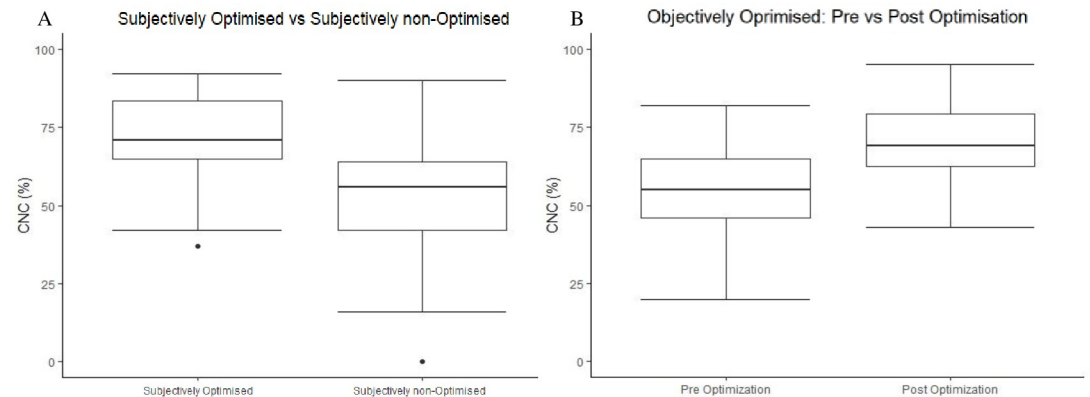 A
Subjectively Optimised vs Subjectively non-Optimised
CNC (%)
100
75
50
25
0
Subjectively Optimised
Subjectively non-Optimised
B
Objectively Oprimised: Pre vs Post Optimisation
CNC (%)
100
75
50
25
0
Pre Optimization
Post Optimization